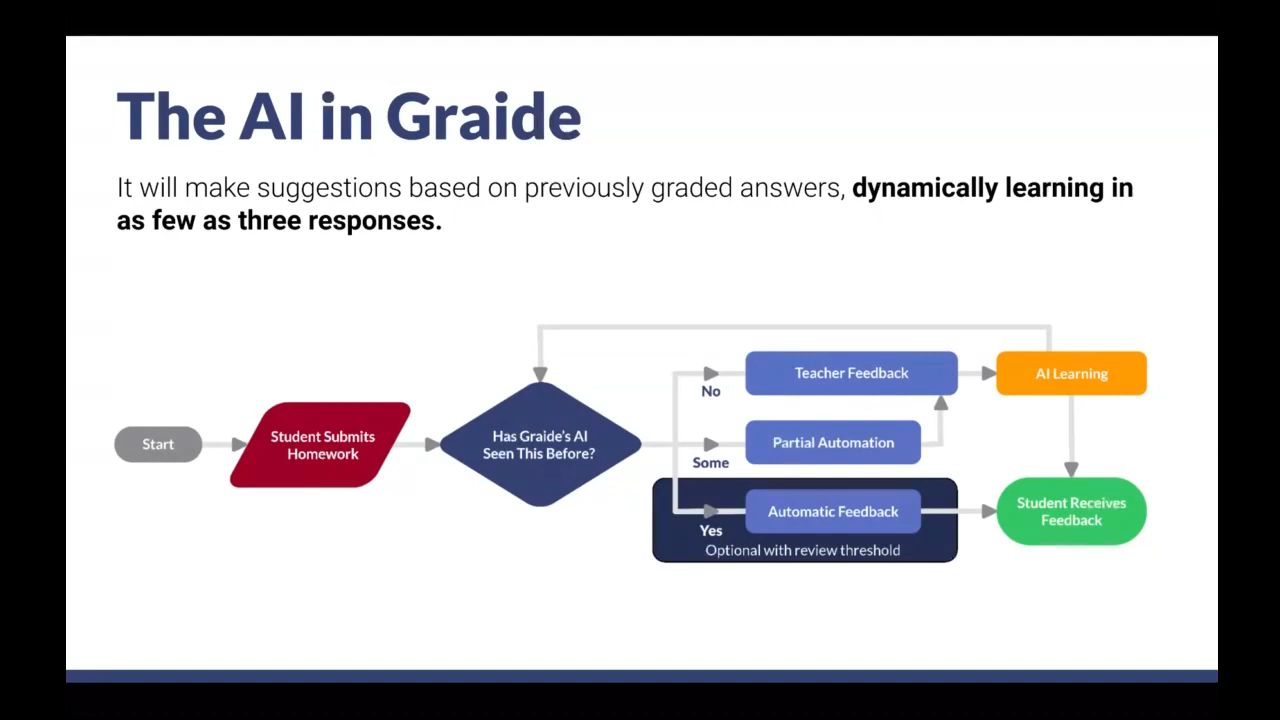 The AI in Graide
It will make suggestions based on previously graded answers, dynamically learning in
as few as three responses.
Start
Student Submits
Homework
Has Graide's AI
Seen This Before?
No
Teacher Feedback
AI Learning
Some
Partial Automation
Yes
Automatic Feedback
Optional with review threshold
Student Receives
Feedback